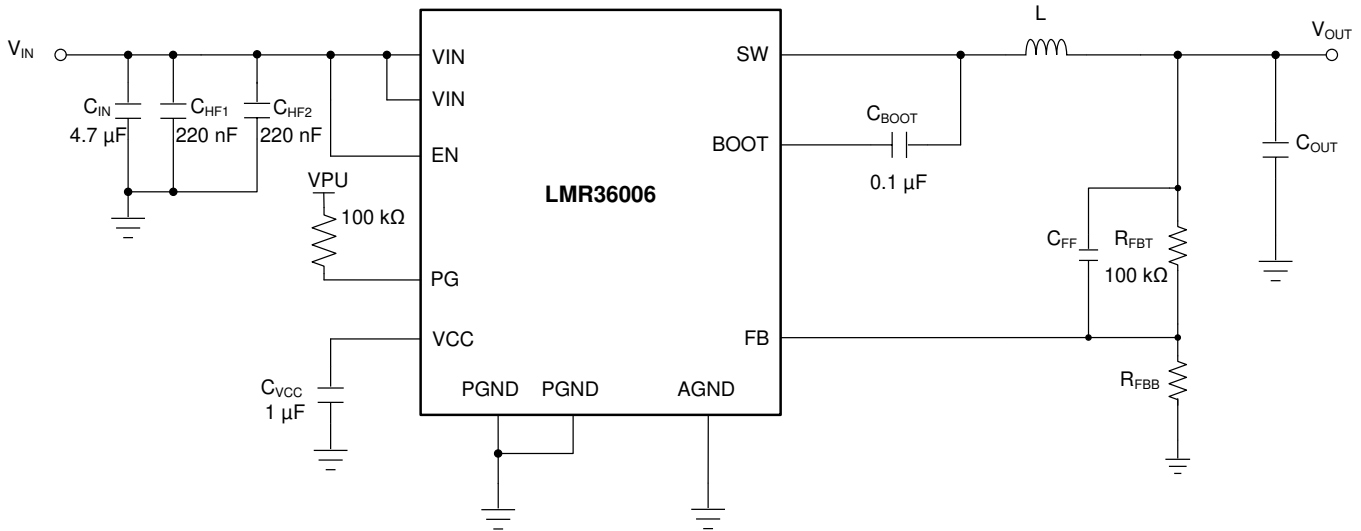 L
V_IN
V_OUT
VIN
SW
VIN
C_IN
4.7 µF
C_HF1
220 nF
C_HF2
220 nF
C_BOOT
0.1 µF
BOOT
C_OUT
EN
VPU
100 kΩ
LMR36006
C_FF
R_FBT
100 kΩ
PG
VCC
FB
C_VCC
1 µF
PGND
PGND
AGND
R_FBB